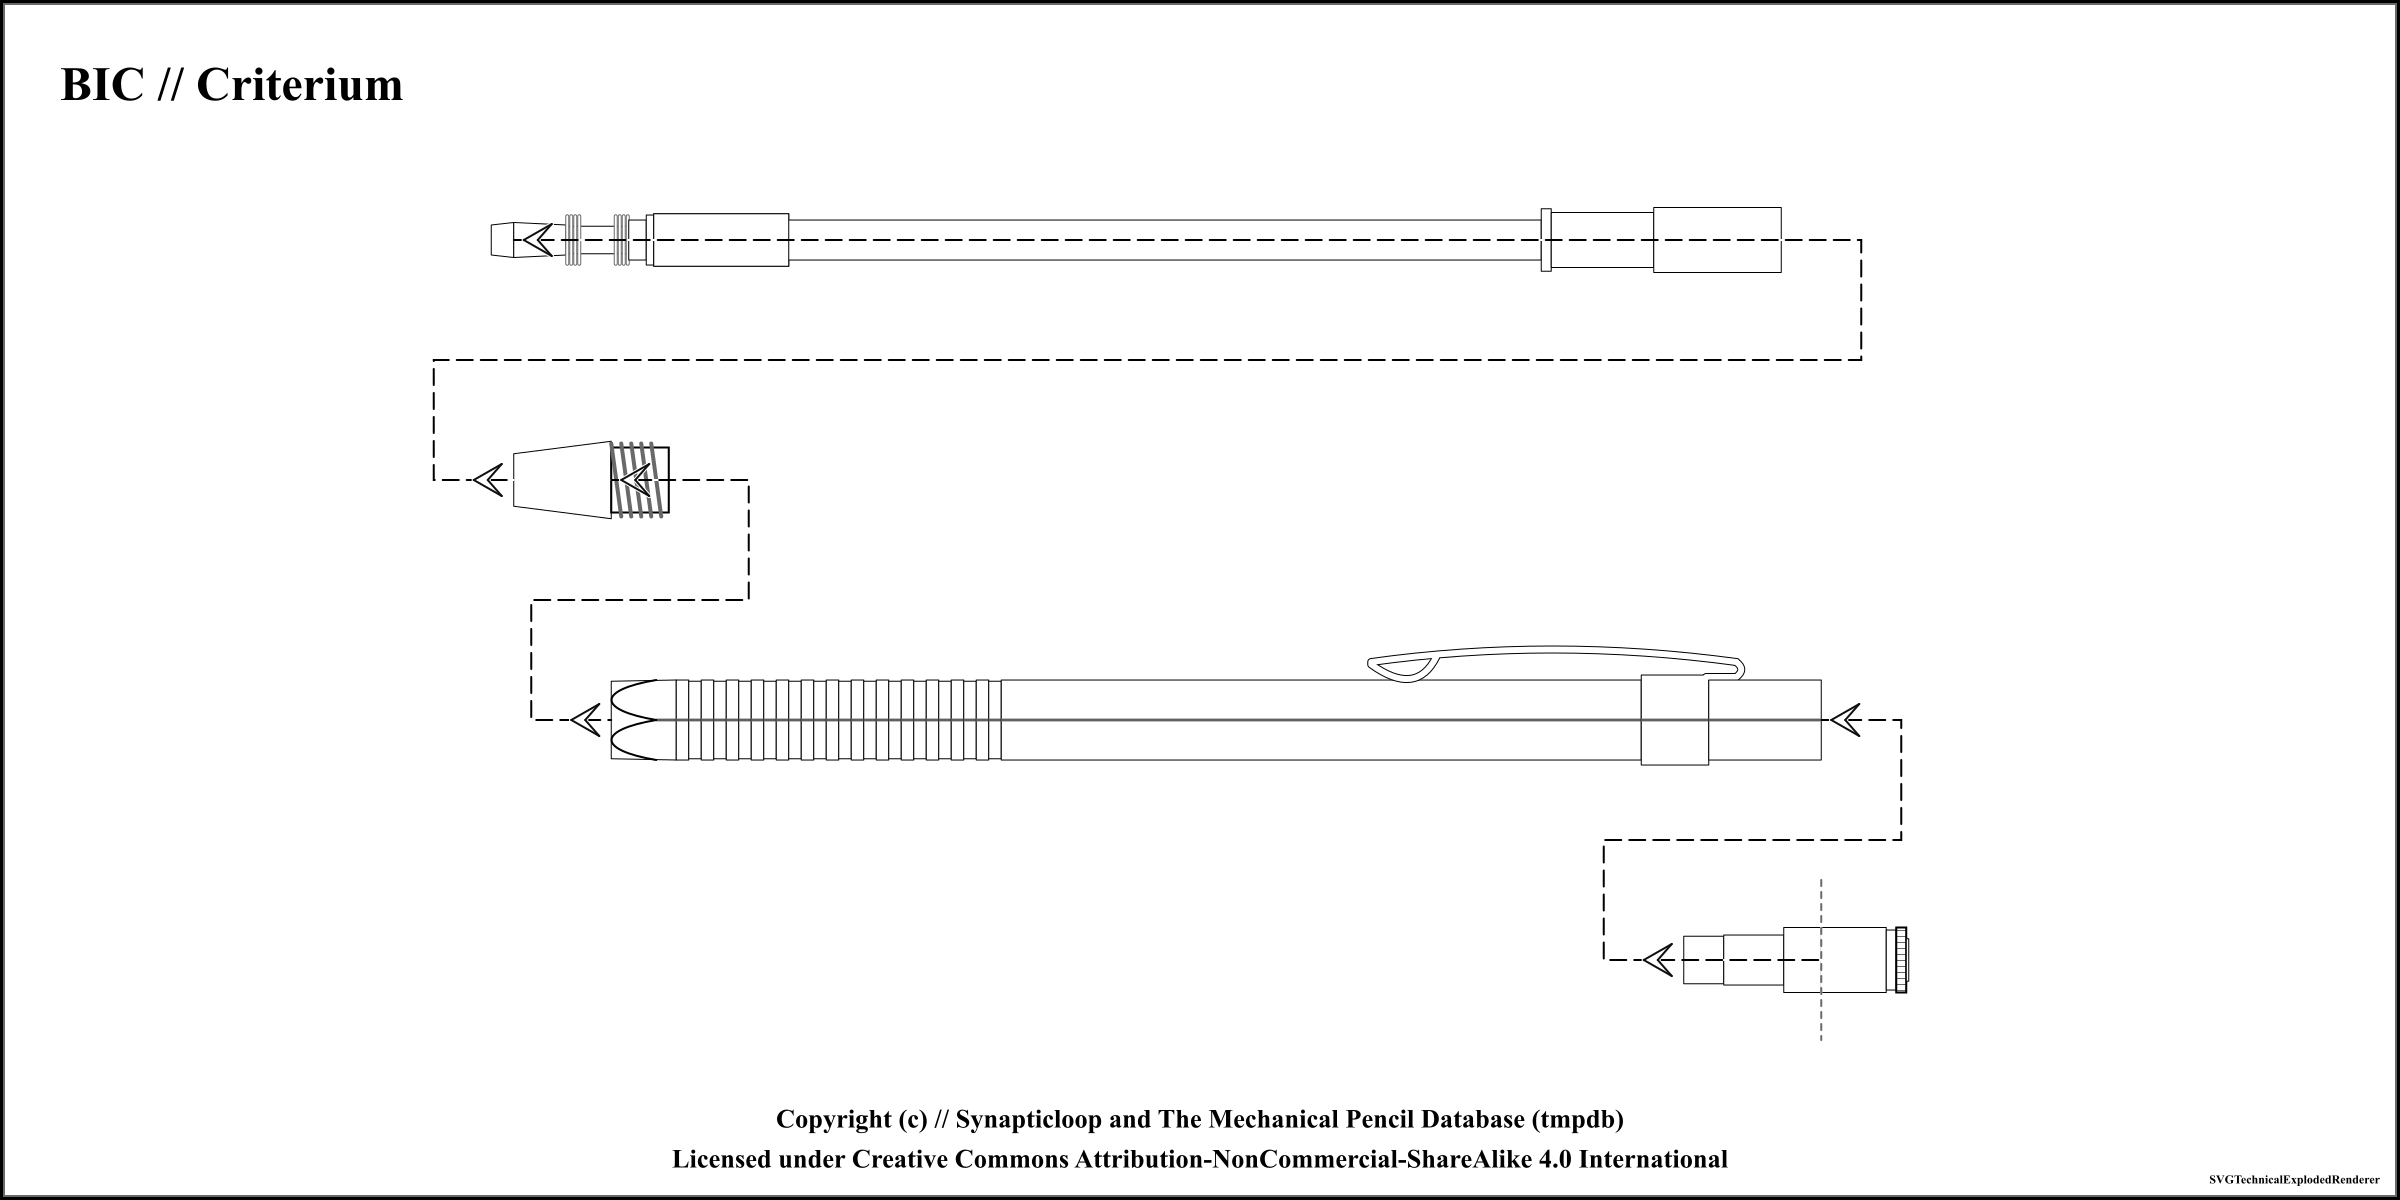 BIC // Criterium
Copyright (c) // Synapticloop and The Mechanical Pencil Database (tmpdb)
Licensed under Creative Commons Attribution-NonCommercial-ShareAlike 4.0 International
SVGTechnicalExplodedRenderer